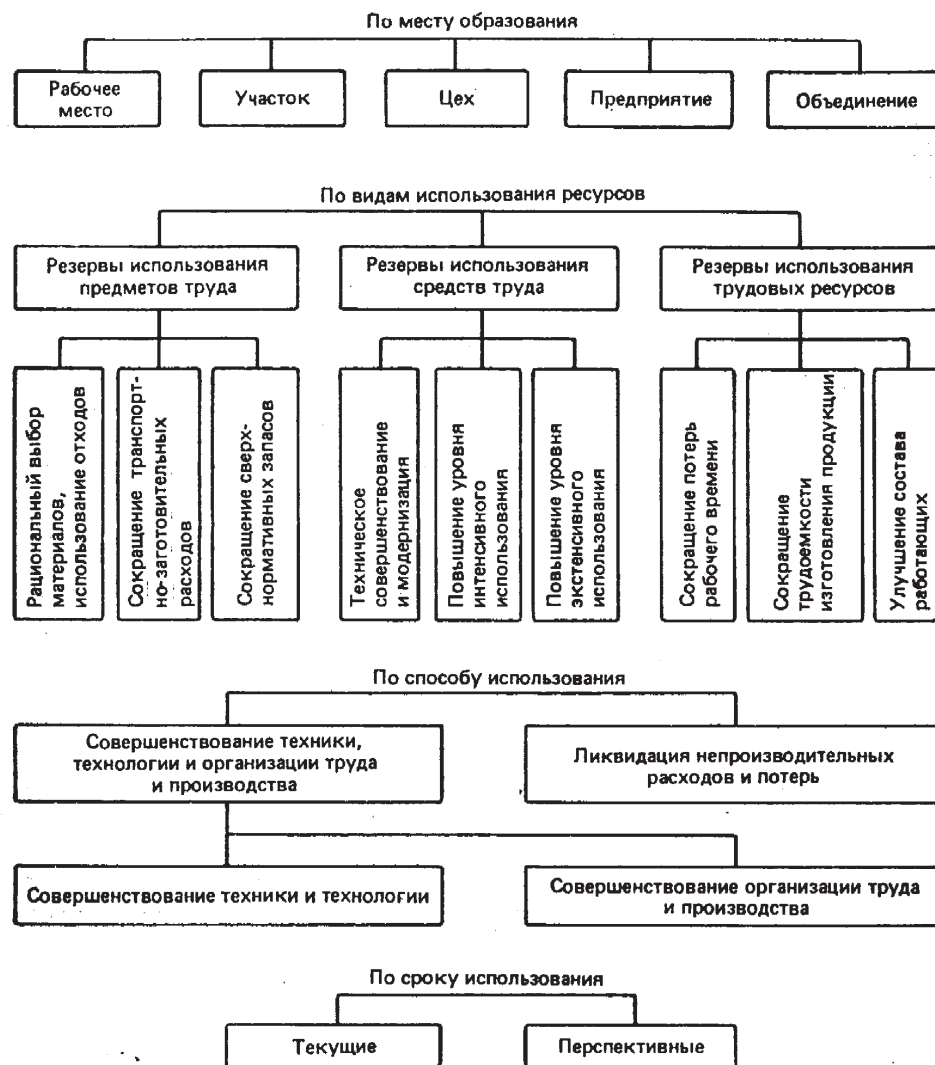 По месту образования
Рабочее
место
Участок
Цех
Предприятие
Объединение
По видам использования ресурсов
Резервы использования
предметов труда
Резервы использования
средств труда
Резервы использования
трудовых ресурсов
Рациональный выбор
материалов,
использование отходов
Сокращение транспорт-
но-заготовительных
расходов
Сокращение сверх-
нормативных запасов
Техническое
совершенствование
и модернизация
Повышение уровня
интенсивного
использования
Повышение уровня
экстенсивного
использования
Сокращение потерь
рабочего времени
Сокращение
трудоемкости
изготовления продукции
Улучшение состава
работающих
По способу использования
Совершенствование техники,
технологии и организации труда
и производства
Ликвидация непроизводительных
расходов и потерь
Совершенствование техники и технологии
Совершенствование организации труда
и производства
По сроку использования
Текущие
Перспективные